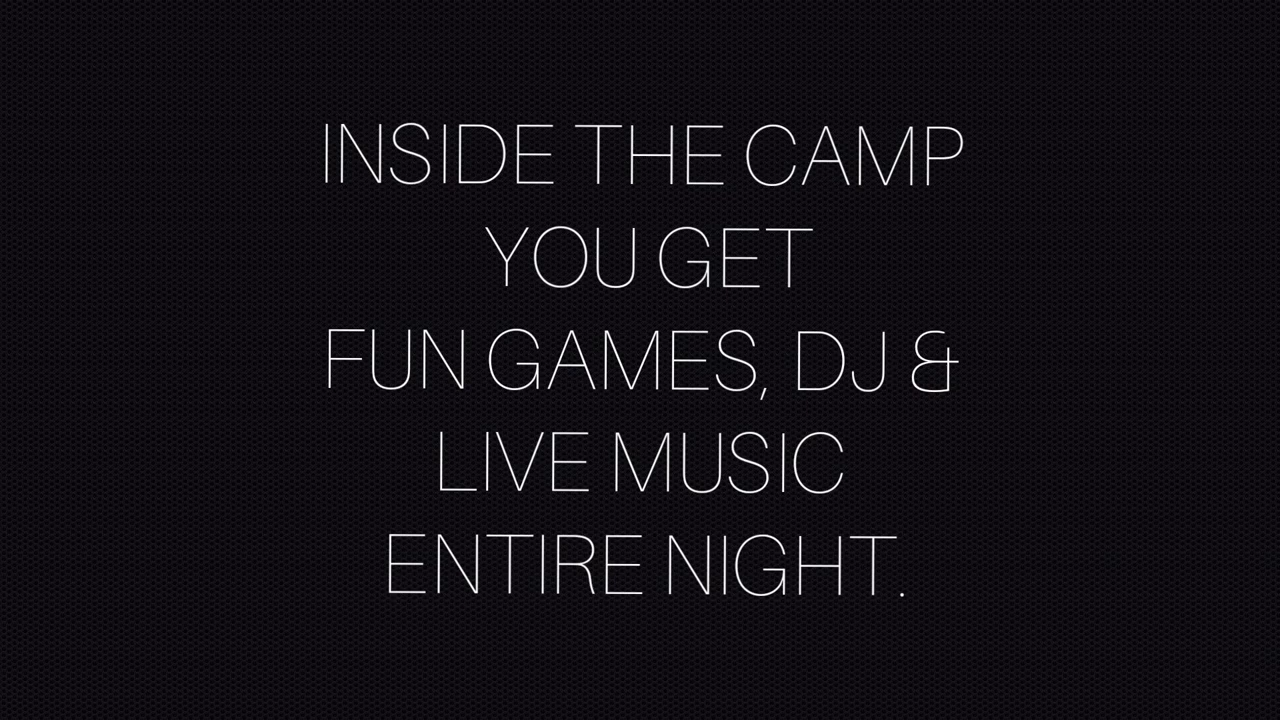 INSIDE THE CAMP
YOU GET
FUN GAMES, DJ &
LIVE MUSIC
ENTIRE NIGHT.